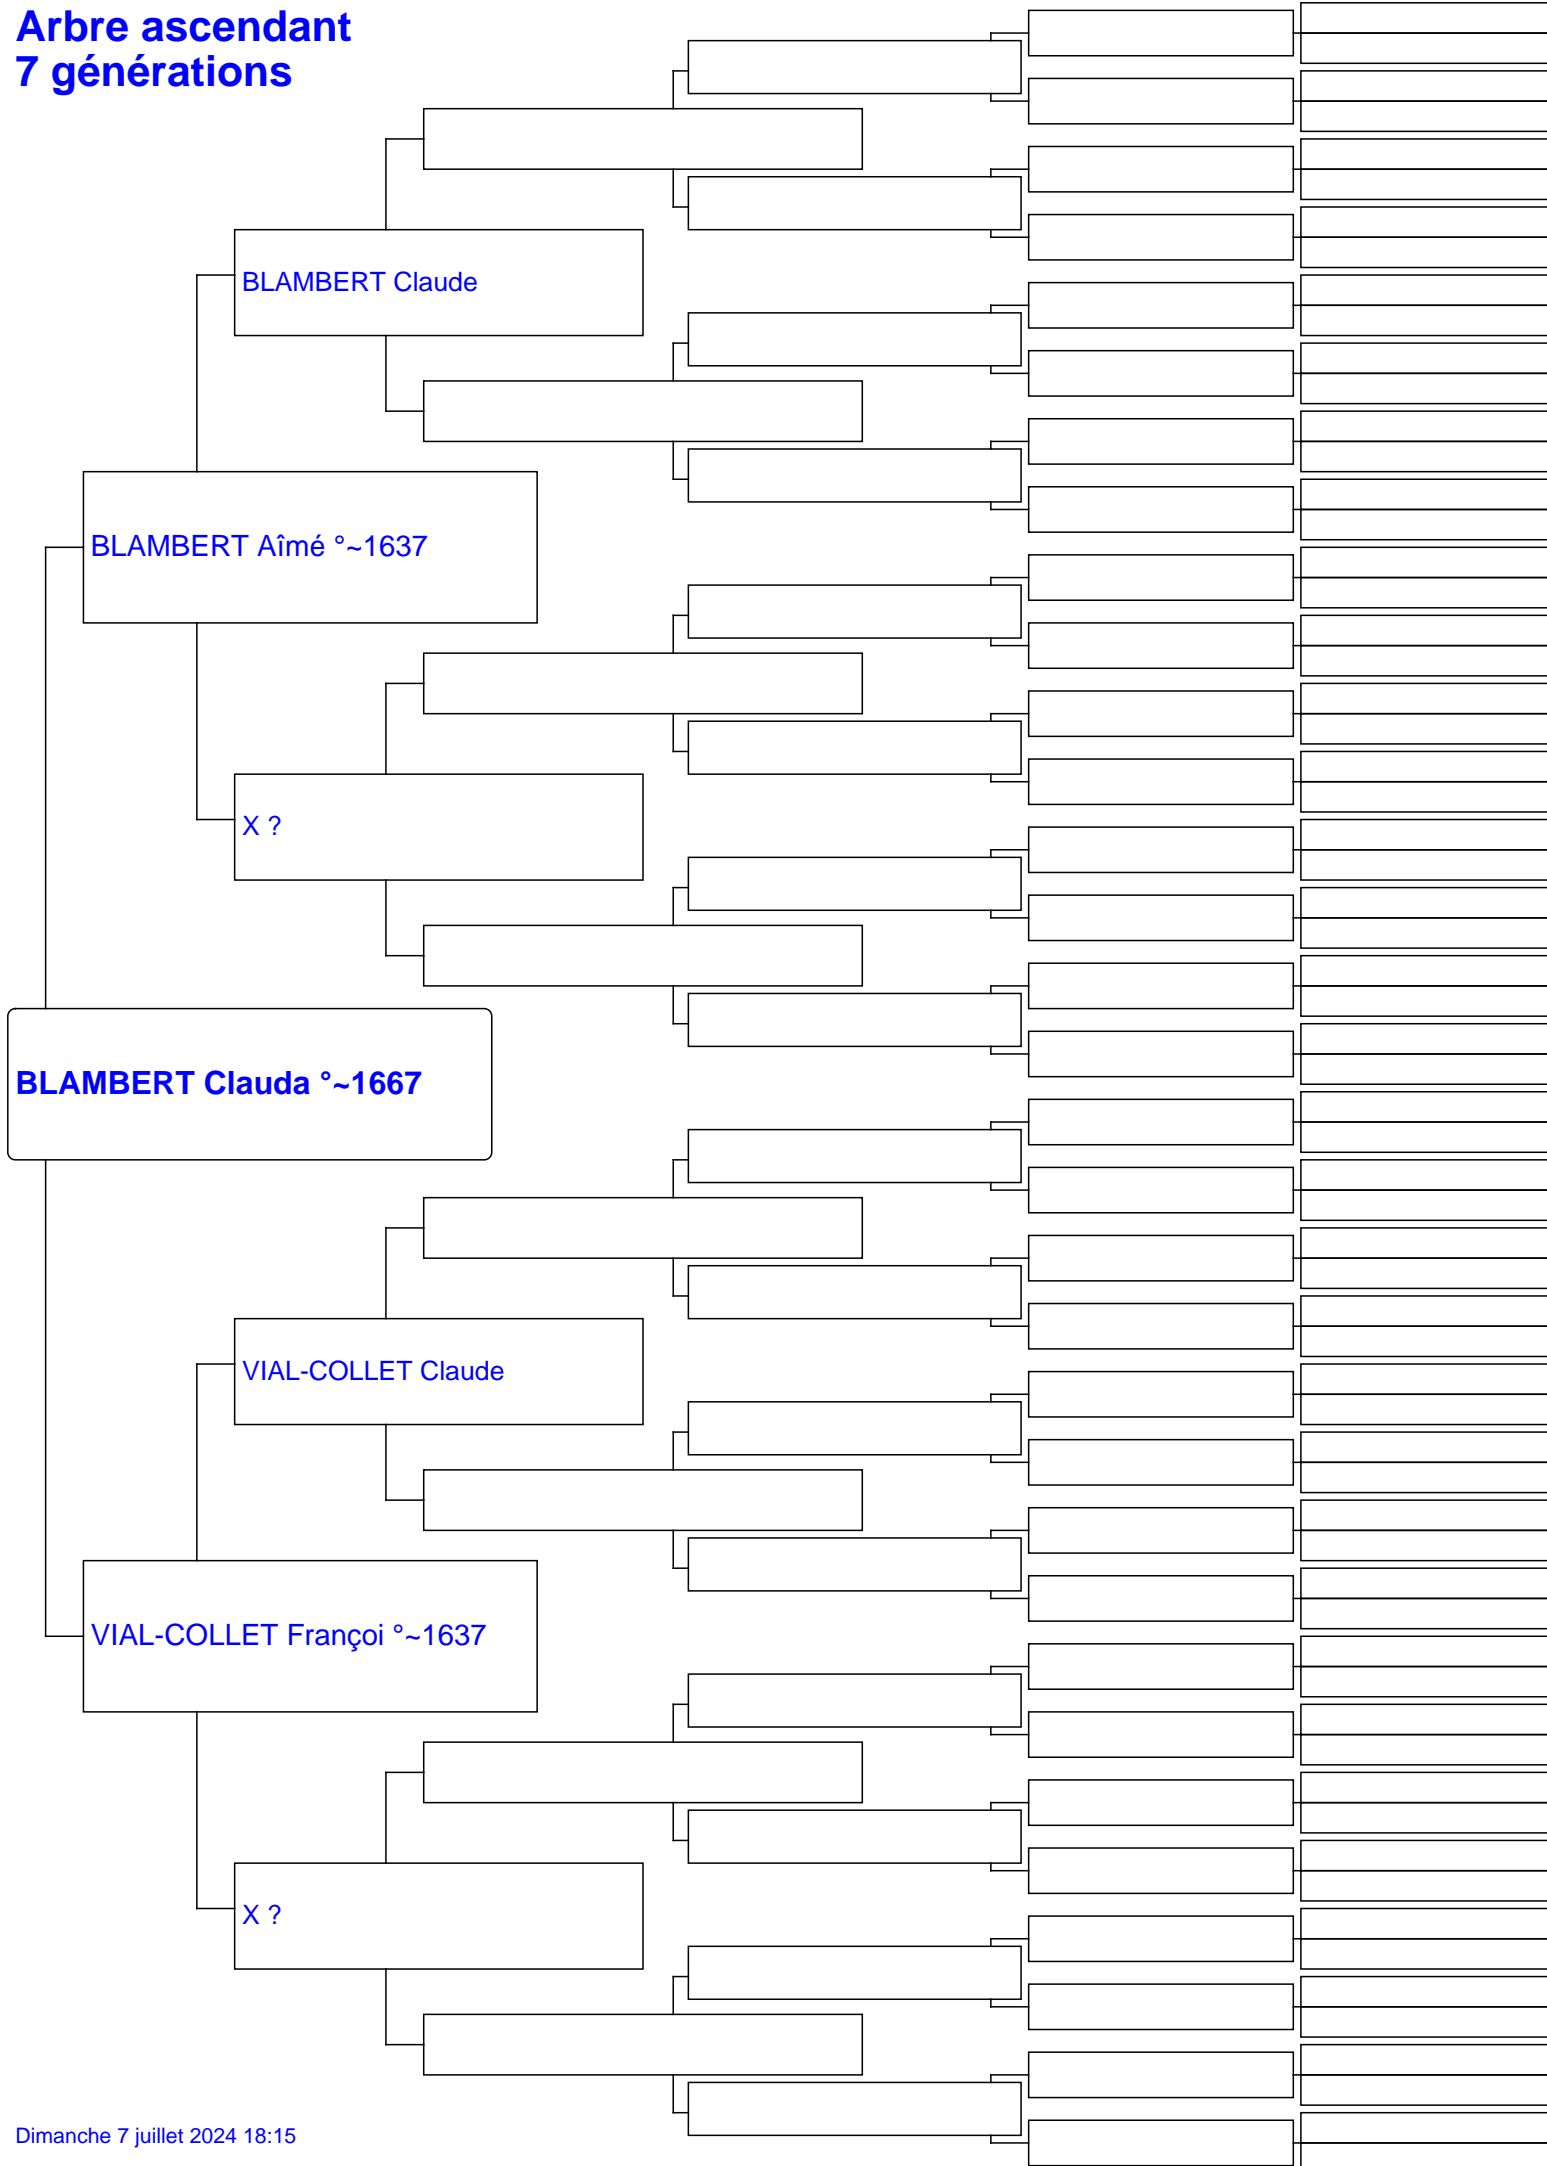 Arbre ascendant
7 générations
BLAMBERT Claude
BLAMBERT Aîmé °~1637
X ?
BLAMBERT Clauda °~1667
VIAL-COLLET Claude
VIAL-COLLET Françoi °~1637
X ?
Dimanche 7 juillet 2024 18:15